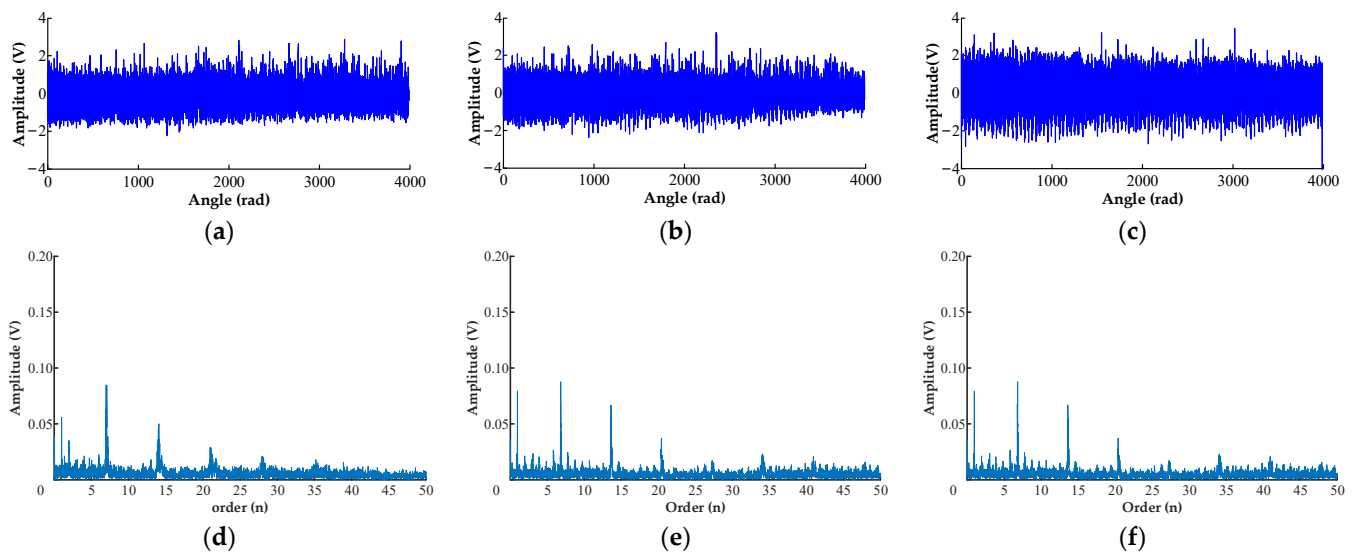 4
2
0
−2
−4
Amplitude (V)
0 1000 2000 3000 4000
Angle (rad)
(a)
4
2
0
−2
−4
Amplitude (V)
0 1000 2000 3000 4000
Angle (rad)
(b)
4
2
0
−2
−4
Amplitude(V)
0 1000 2000 3000 4000
Angle (rad)
(c)
0.20
0.15
0.10
0.05
Amplitude (V)
0 5 10 15 20 25 30 35 40 45 50
order (n)
(d)
0.20
0.15
0.10
0.05
Amplitude (V)
0 5 10 15 20 25 30 35 40 45 50
Order (n)
(e)
0.20
0.15
0.10
0.05
Amplitude (V)
0 5 10 15 20 25 30 35 40 45 50
Order (n)
(f)